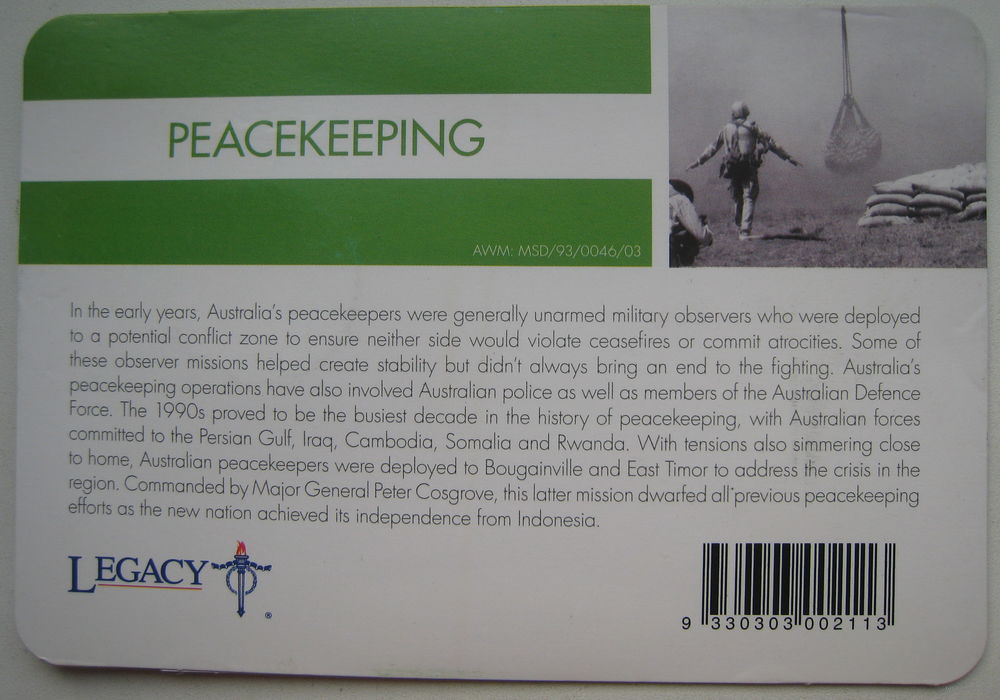 PEACEKEEPING
AWM: MSD/93/0046/03
In the early years, Australia's peacekeepers were generally unarmed military observers who were deployed
to a potential conflict zone to ensure neither side would violate ceasefires or commit atrocities. Some of
these observer missions helped create stability but didn't always bring an end to the fighting. Australia's
peacekeeping operations have also involved Australian police as well as members of the Australian Defence
Force. The 1990s proved to be the busiest decade in the history of peacekeeping, with Australian forces
committed to the Persian Gulf, Iraq, Cambodia, Somalia and Rwanda. With tensions also simmering close
to home, Australian peacekeepers were deployed to Bougainville and East Timor to address the crisis in the
region. Commanded by Major General Peter Cosgrove, this latter mission dwarfed all previous peacekeeping
efforts as the new nation achieved its independence from Indonesia.
LEGACY ®
9 330303 002113